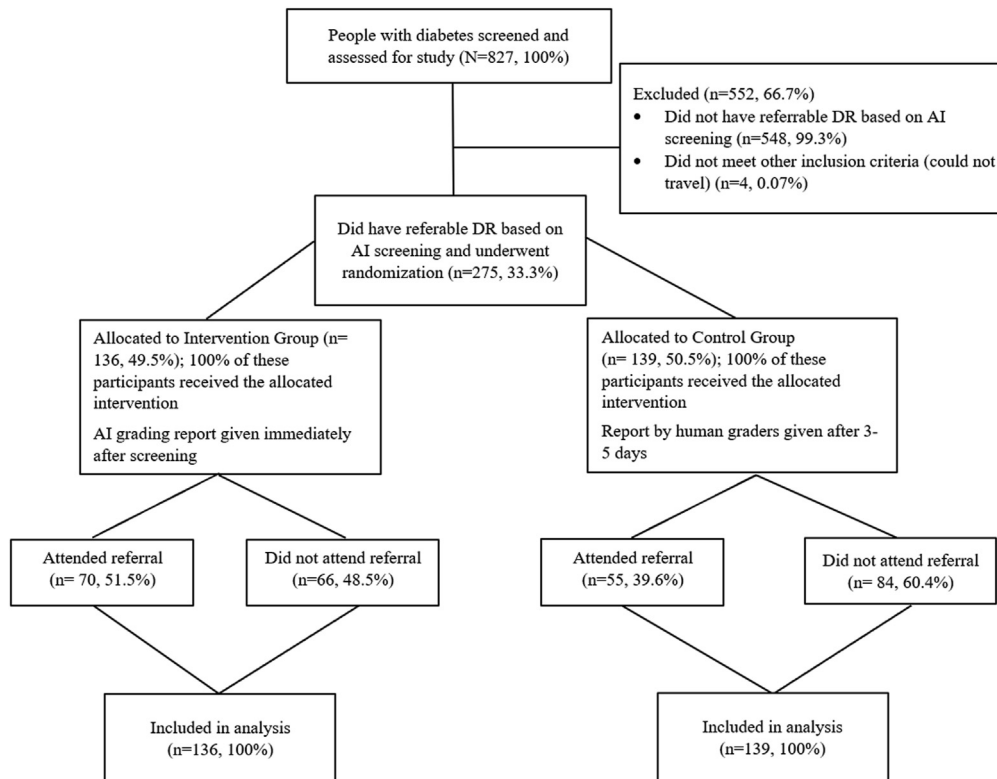 People with diabetes screened and
assessed for study (N=827, 100%)
Excluded (n=552, 66.7%)
• Did not have referrable DR based on AI
screening (n=548, 99.3%)
• Did not meet other inclusion criteria (could not
travel) (n=4, 0.07%)
Did have referable DR based on
AI screening and underwent
randomization (n=275, 33.3%)
Allocated to Intervention Group (n=
136, 49.5%); 100% of these
participants received the allocated
intervention
AI grading report given immediately
after screening
Allocated to Control Group
(n= 139, 50.5%); 100% of these
participants received the allocated
intervention
Report by human graders given after 3-
5 days
Attended referral
(n= 70, 51.5%)
Did not attend referral
(n=66, 48.5%)
Attended referral
(n=55, 39.6%)
Did not attend referral
(n= 84, 60.4%)
Included in analysis
(n=136, 100%)
Included in analysis
(n=139, 100%)